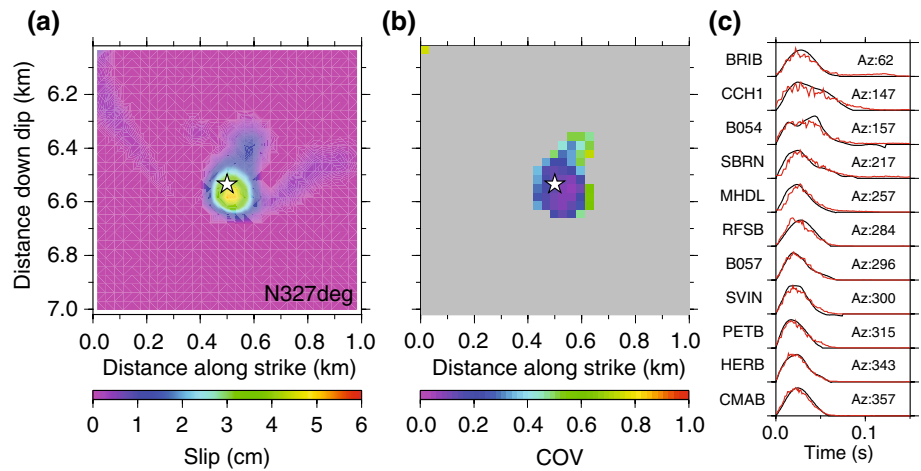 (a)
(b)
(c)
Distance down dip (km)
6.2
6.4
6.6
6.8
7.0
N327deg
0.0 0.2 0.4 0.6 0.8 1.0
Distance along strike (km)
0 1 2 3 4 5 6
Slip (cm)
0.0 0.2 0.4 0.6 0.8 1.0
Distance along strike (km)
0.0 0.2 0.4 0.6 0.8 1.0
COV
BRIB Az:62
CCH1 Az:147
B054 Az:157
SBRN Az:217
MHDL Az:257
RFSB Az:284
B057 Az:296
SVIN Az:300
PETB Az:315
HERB Az:343
CMAB Az:357
0.0 0.1
Time (s)